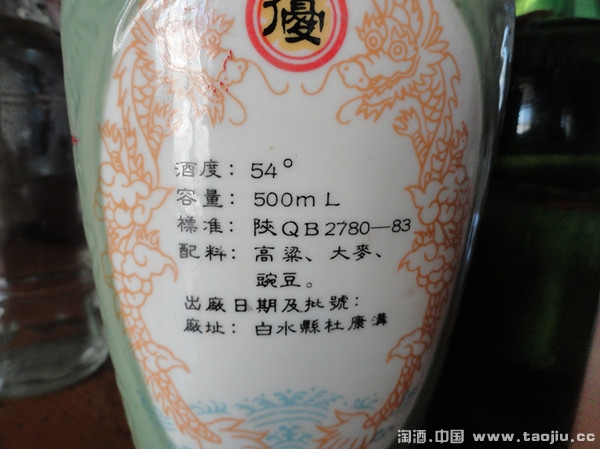 優
酒度：54°
容量：500mL
標准：陝QB2780—83
配料：高粱、大麥、
豌豆。
出廠日期及批號：
廠址：白水縣杜康溝
淘酒.中国 www.taojiu.cc